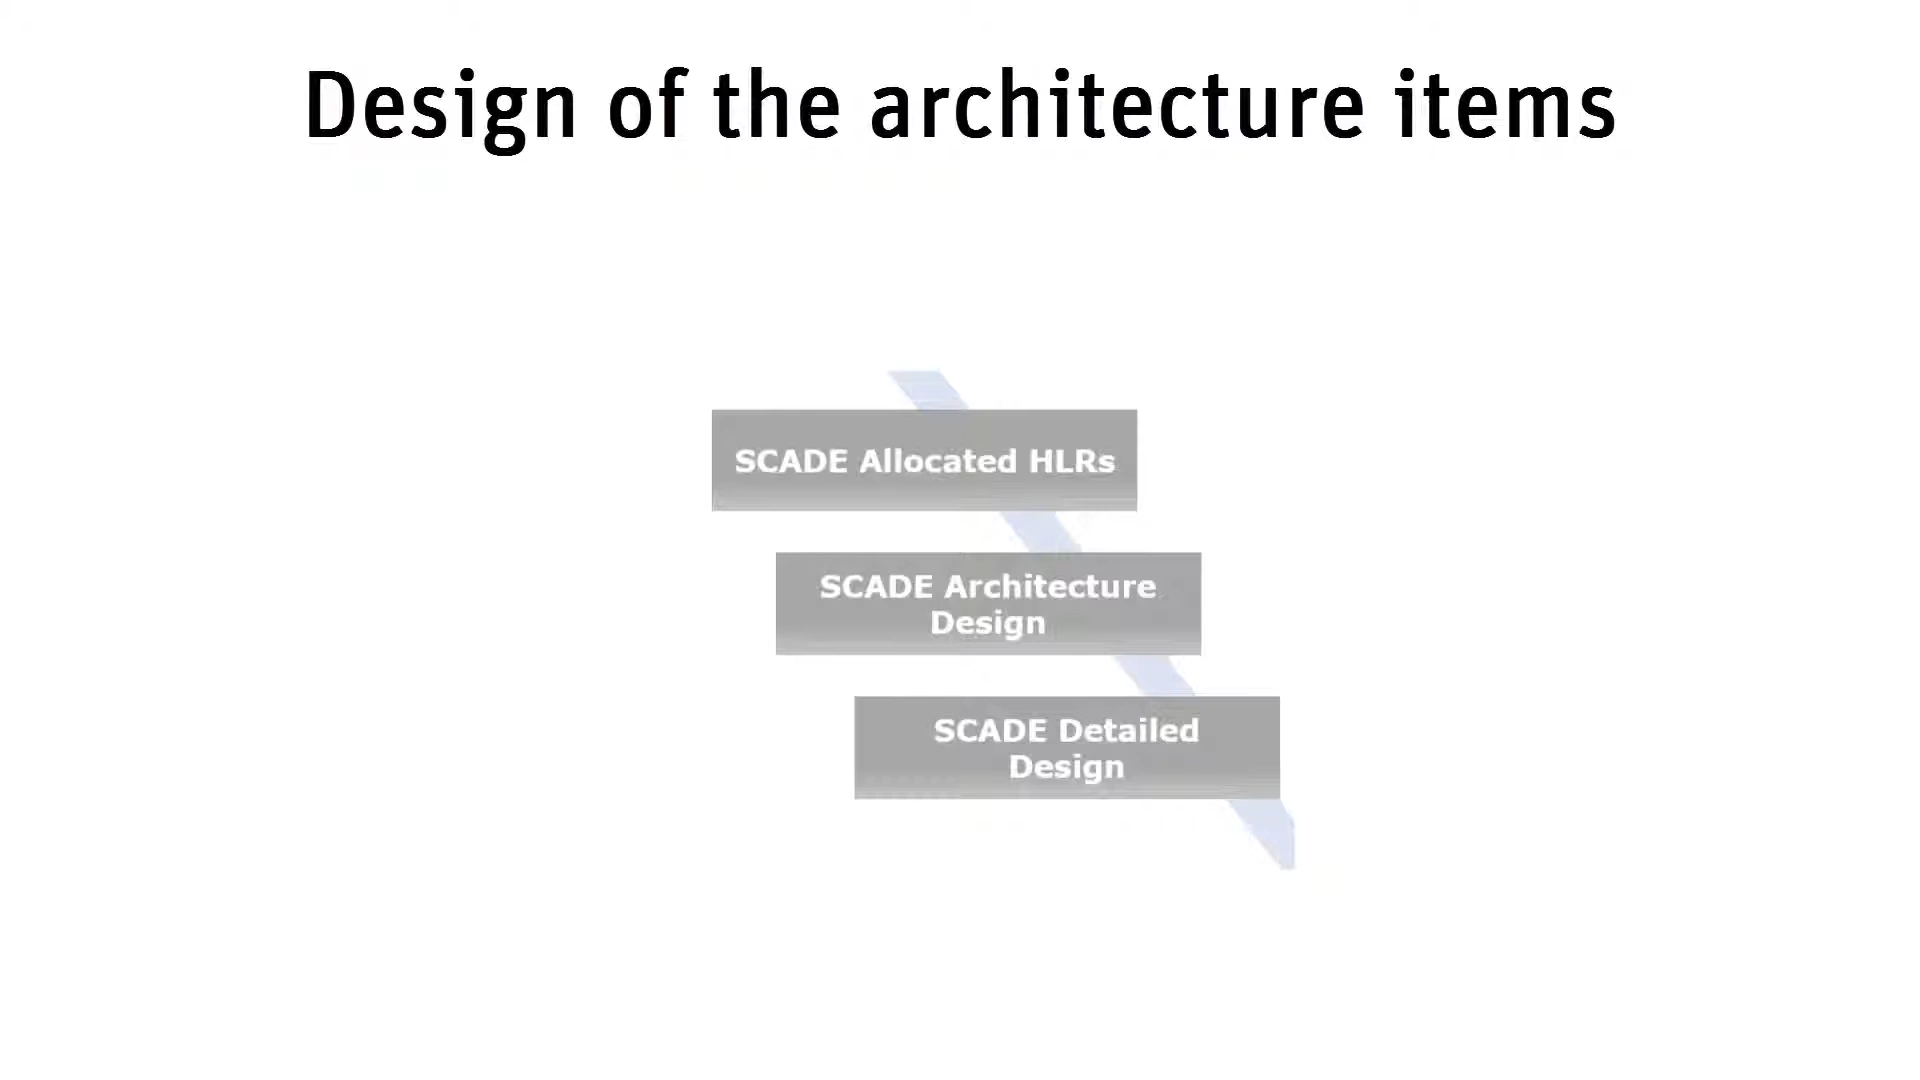 Design of the architecture items
SCADE Allocated HLRs
SCADE Architecture
Design
SCADE Detailed
Design